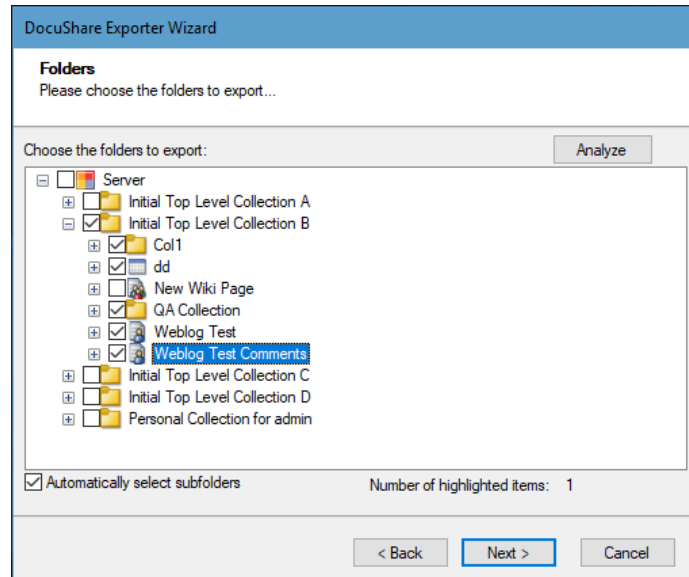 DocuShare Exporter Wizard
Folders
Please choose the folders to export...
Choose the folders to export:
Analyze
Server
Initial Top Level Collection A
Initial Top Level Collection B
Col1
dd
New Wiki Page
QA Collection
Weblog Test
Weblog Test Comments
Initial Top Level Collection C
Initial Top Level Collection D
Personal Collection for admin
Automatically select subfolders
Number of highlighted items: 1
< Back
Next >
Cancel